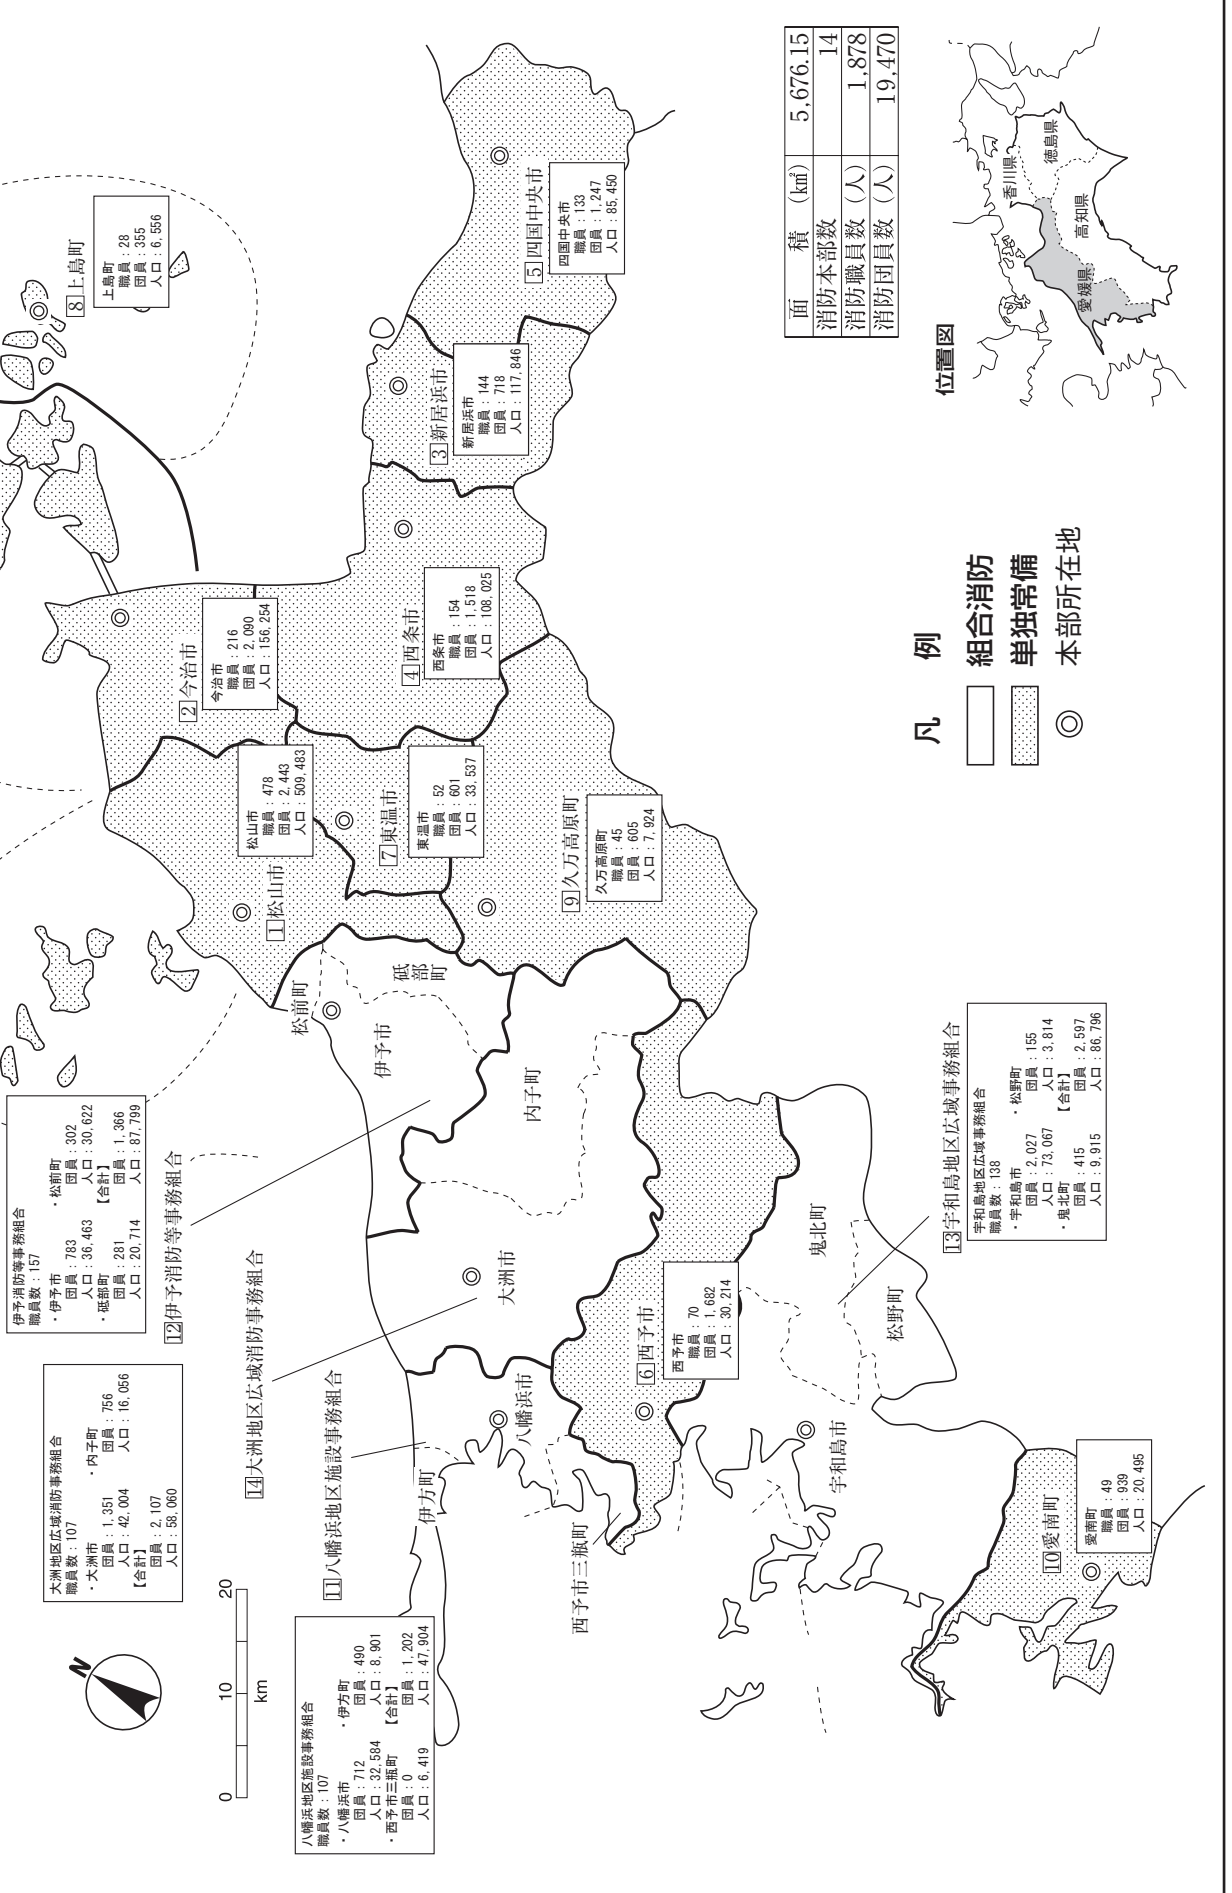 伊予消防等事務組合
職員数：157
・伊予市
団員：783
人口：36,463
・松前町
団員：302
人口：30,622
・砥部町
団員：281
人口：20,714
【合計】
団員：1,366
人口：87,799
大洲地区広域消防事務組合
職員数：107
・大洲市
団員：1,351
人口：42,004
・内子町
団員：756
人口：16,056
【合計】
団員：2,107
人口：58,060
八幡浜地区施設事務組合
職員数：107
・八幡浜市
団員：712
人口：32,584
・伊方町
団員：490
人口：8,901
・西予市三瓶町
団員：0
人口：6,419
【合計】
団員：1,202
人口：47,904
N
0 10 20
km
12伊予消防等事務組合
14大洲地区広域消防事務組合
11八幡浜地区施設事務組合
8上島町
上島町
職員：28
団員：355
人口：6,556
2今治市
今治市
職員：216
団員：2,090
人口：156,254
1松山市
松山市
職員：478
団員：2,443
人口：509,483
7東温市
東温市
職員：52
団員：601
人口：33,537
4西条市
西条市
職員：154
団員：1,518
人口：108,025
3新居浜市
新居浜市
職員：144
団員：718
人口：117,846
5四国中央市
四国中央市
職員：133
団員：1,247
人口：85,450
9久万高原町
久万高原町
職員：45
団員：605
人口：7,924
松前町
砥部町
伊予市
内子町
大洲市
八幡浜市
伊方町
西予市三瓶町
6西予市
西予市
職員：70
団員：1,682
人口：30,214
鬼北町
松野町
宇和島市
13宇和島地区広域事務組合
宇和島地区広域事務組合
職員数：138
・宇和島市
団員：2,027
人口：73,067
・松野町
団員：155
人口：3,814
・鬼北町
団員：415
人口：9,915
【合計】
団員：2,597
人口：86,796
10愛南町
愛南町
職員：49
団員：939
人口：20,495
凡 例
組合消防
単独常備
本部所在地
面 積（㎢） 5,676.15
消防本部数 14
消防職員数（人） 1,878
消防団員数（人） 19,470
位置図
香川県
徳島県
高知県
愛媛県